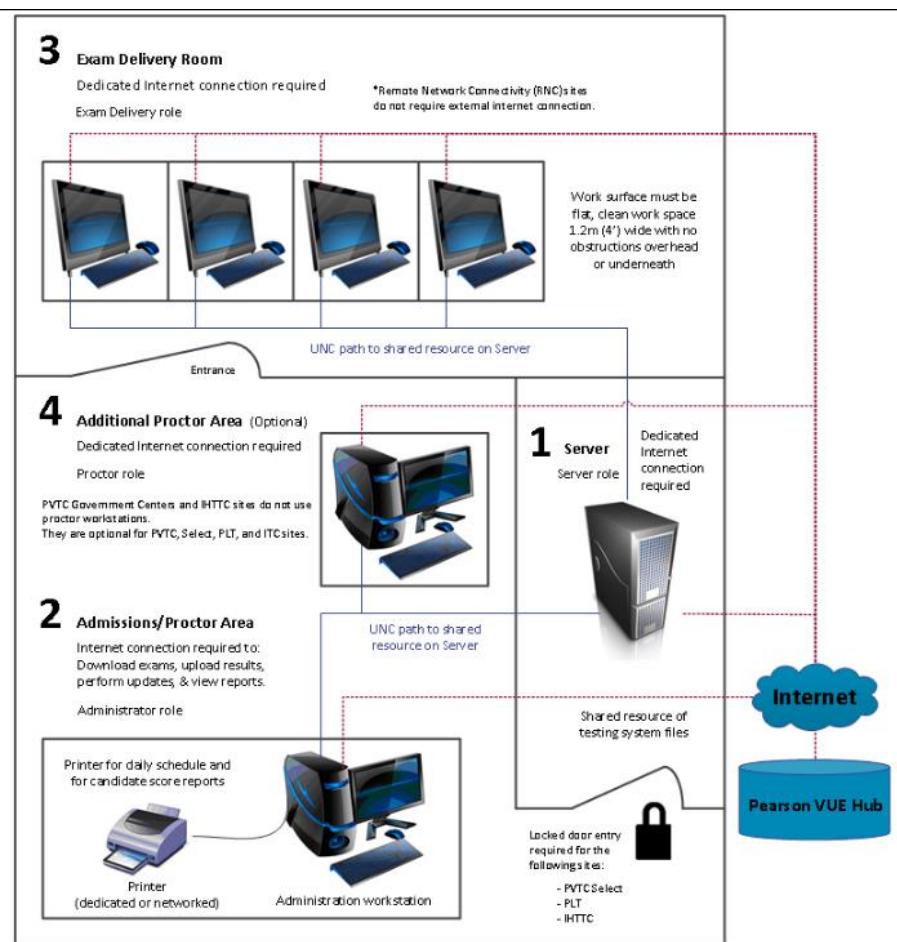 3 Exam Delivery Room
Dedicated Internet connection required
Exam Delivery role
*Remote Network Connectivity (RNC)sites
do not require external internet connection.
Work surface must be
flat, clean work space
1.2m (4') wide with no
obstructions overhead
or underneath
UNC path to shared resource on Server
Entrance
4 Additional Proctor Area (Optional)
Dedicated Internet connection required
Proctor role
PVTC Government Centers and IHTTC sites do not use
proctor workstations.
They are optional for PVTC, Select, PLT, and ITC sites.
1 Server
Server role
Dedicated
Internet
connection
required
2 Admissions/Proctor Area
Internet connection required to:
Download exams, upload results,
perform updates, & view reports.
Administrator role
UNC path to shared
resource on Server
Shared resource of
testing system files
Internet
Pearson VUE Hub
Printer for daily schedule and
for candidate score reports
Printer
(dedicated or networked)
Administration workstation
Locked door entry
required for the
following sites:
- PVTC Select
- PLT
- IHTTC